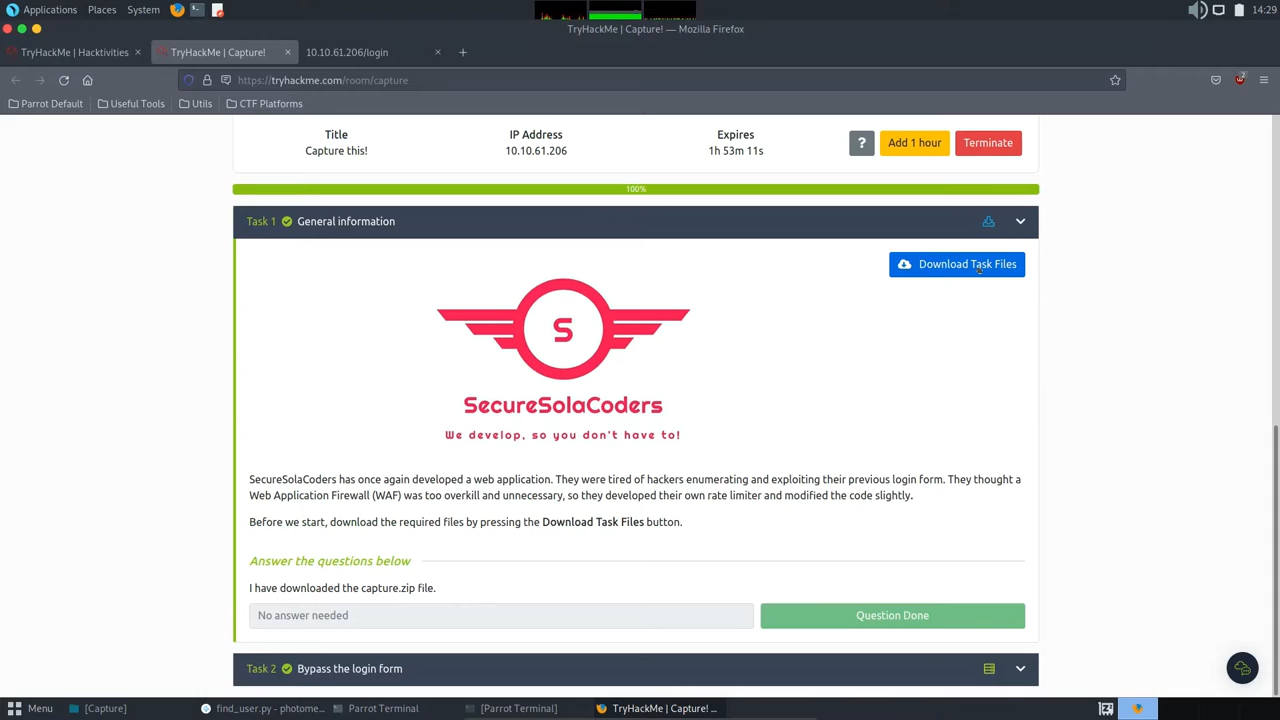 Applications Places System
14:29
TryHackMe | Capture! — Mozilla Firefox
TryHackMe | Hacktivities
TryHackMe | Capture!
10.10.61.206/login
https://tryhackme.com/room/capture
2
Parrot Default Useful Tools Utils CTF Platforms
Title IP Address Expires
Capture this! 10.10.61.206 1h 53m 11s
? Add 1 hour Terminate
100%
Task 1 General information
Download Task Files
S
SecureSolaCoders
We develop, so you don't have to!
SecureSolaCoders has once again developed a web application. They were tired of hackers enumerating and exploiting their previous login form. They thought a
Web Application Firewall (WAF) was too overkill and unnecessary, so they developed their own rate limiter and modified the code slightly.
Before we start, download the required files by pressing the Download Task Files button.
Answer the questions below
I have downloaded the capture.zip file.
No answer needed Question Done
Task 2 Bypass the login form
Menu [Capture] find_user.py - photome... Parrot Terminal [Parrot Terminal] TryHackMe | Capture! ...